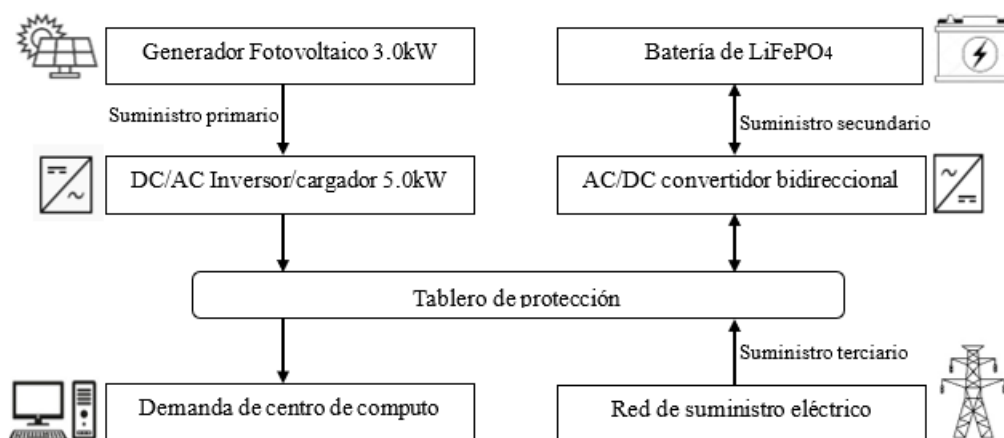 Generador Fotovoltaico 3.0kW
Batería de LiFePO4
Suministro primario
Suministro secundario
DC/AC Inversor/cargador 5.0kW
AC/DC convertidor bidireccional
Tablero de protección
Suministro terciario
Demanda de centro de computo
Red de suministro eléctrico